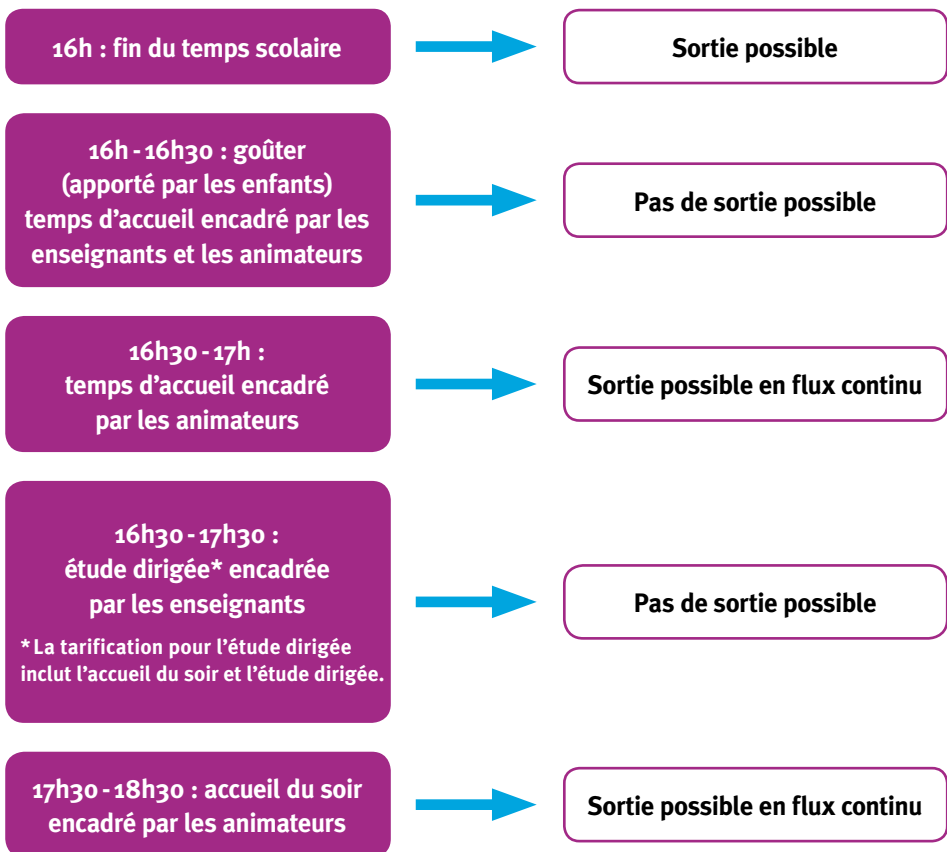 16h : fin du temps scolaire
Sortie possible
16h - 16h30 : goûter
(apporté par les enfants)
temps d'accueil encadré par les
enseignants et les animateurs
Pas de sortie possible
16h30 - 17h :
temps d'accueil encadré
par les animateurs
Sortie possible en flux continu
16h30 - 17h30 :
étude dirigée* encadrée
par les enseignants
* La tarification pour l'étude dirigée
inclut l'accueil du soir et l'étude dirigée.
Pas de sortie possible
17h30 - 18h30 : accueil du soir
encadré par les animateurs
Sortie possible en flux continu